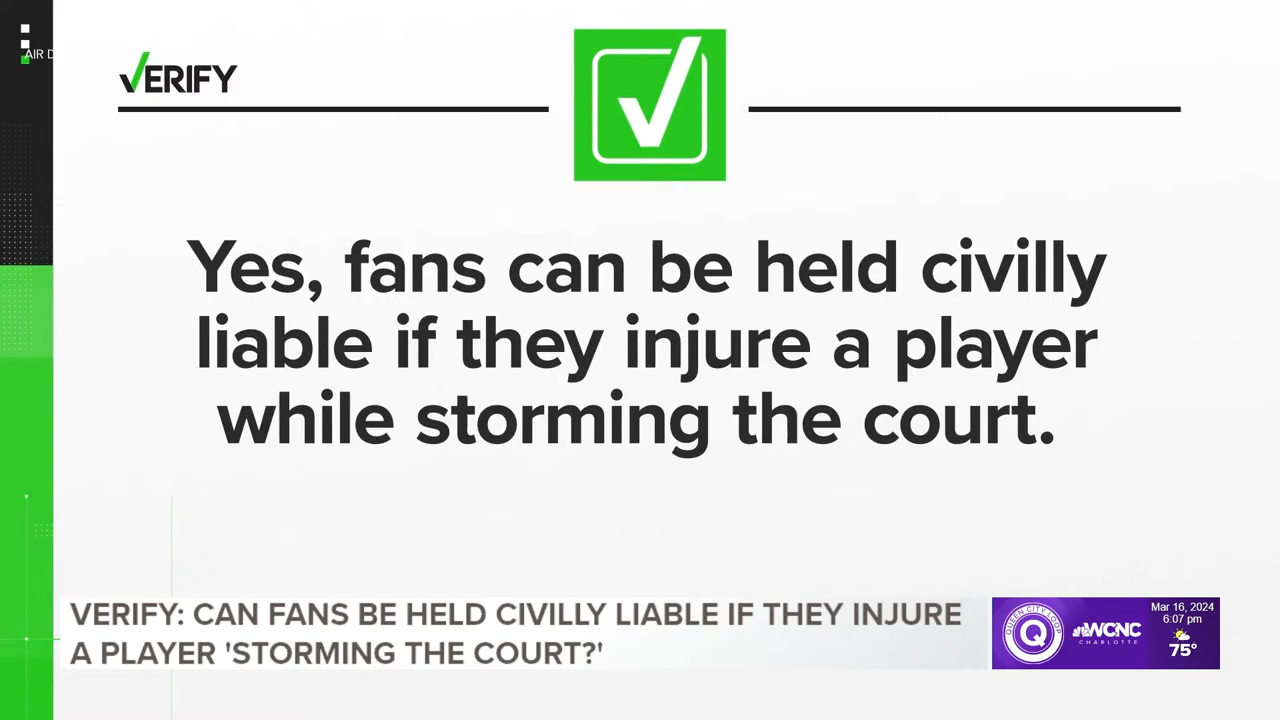 AIR D
VERIFY
Yes, fans can be held civilly
liable if they injure a player
while storming the court.
VERIFY: CAN FANS BE HELD CIVILLY LIABLE IF THEY INJURE
A PLAYER 'STORMING THE COURT?'
QUEEN CITY LOOP
Q
WCNC
CHARLOTTE
Mar 16, 2024
6:07 pm
75°